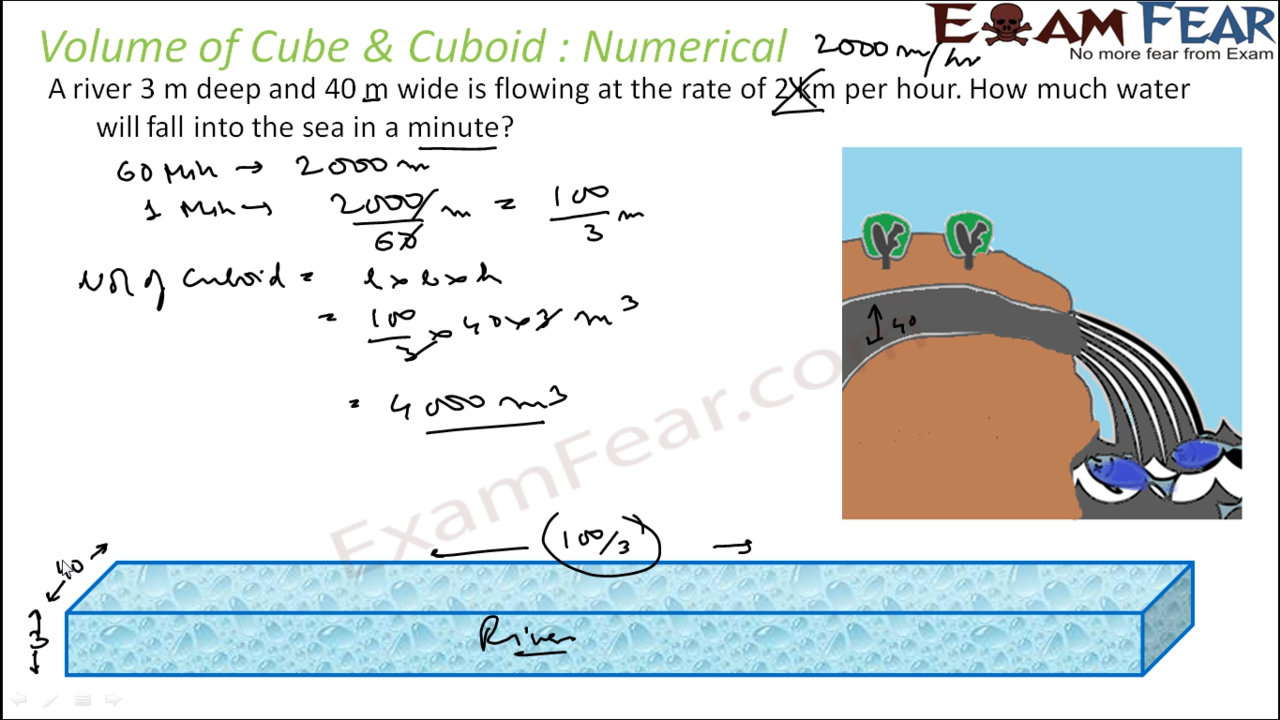 Volume of Cube & Cuboid : Numerical
EXAM FEAR
No more fear from Exam
2000 m/hr
A river 3 m deep and 40 m wide is flowing at the rate of 2 km per hour. How much water
will fall into the sea in a minute?
60 Min → 2000 m
1 Min → 2000/60 m = 100/3 m
Vol of Cuboid = l × b × h
= 100/3 × 40 × 3 m³
= 4000 m³
40
ExamFear.com
100/3
40
3
River